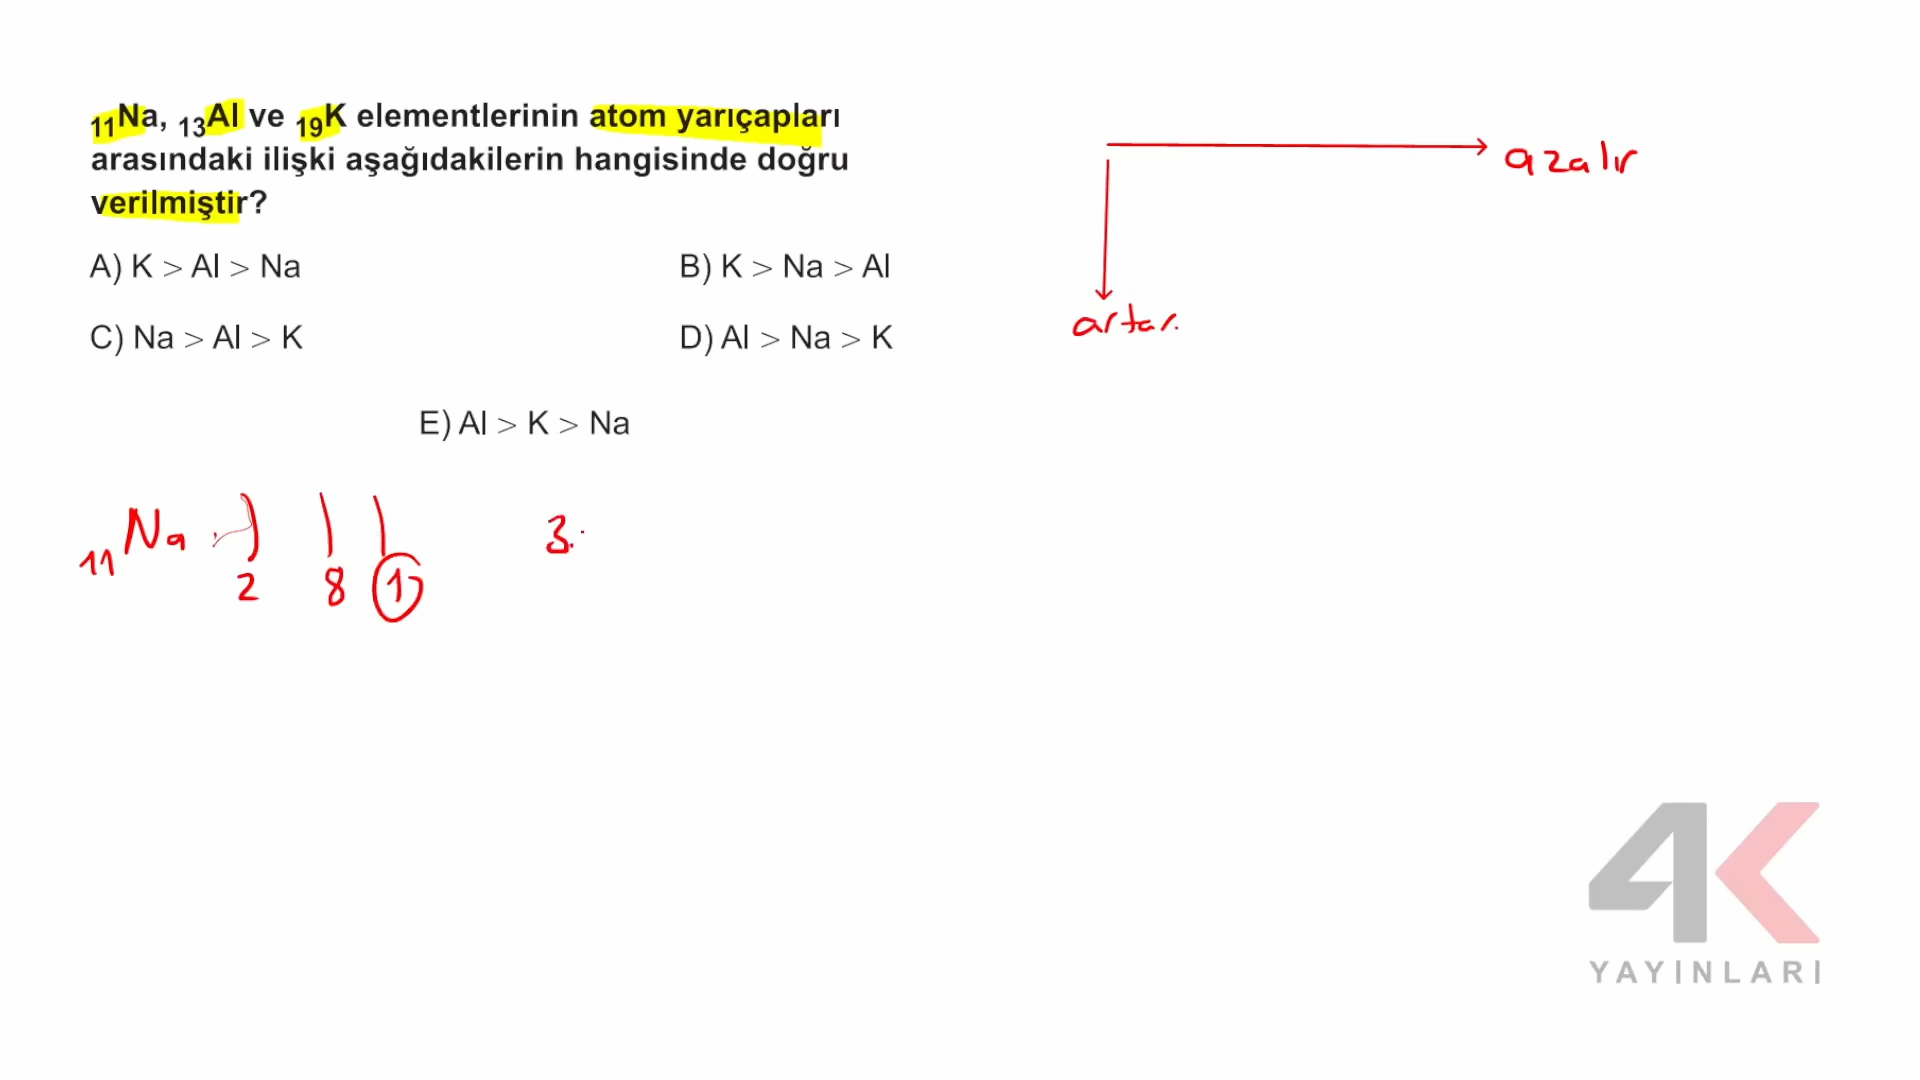 ₁₁Na, ₁₃Al ve ₁₉K elementlerinin atom yarıçapları
arasındaki ilişki aşağıdakilerin hangisinde doğru
verilmiştir?
A) K > Al > Na
B) K > Na > Al
C) Na > Al > K
D) Al > Na > K
E) Al > K > Na
azalır
artar.
₁₁Na
3.
2 8 1
4K
YAYINLARI